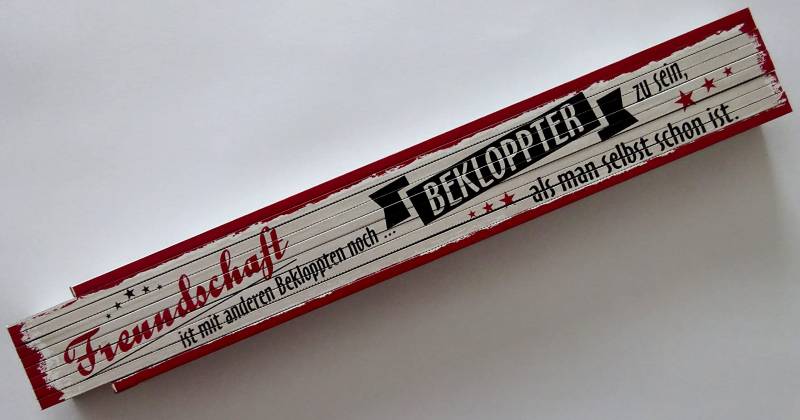 Freundschaft
ist mit anderen Bekloppten noch ...
BEKLOPPTER
zu sein,
als man selbst schon ist.